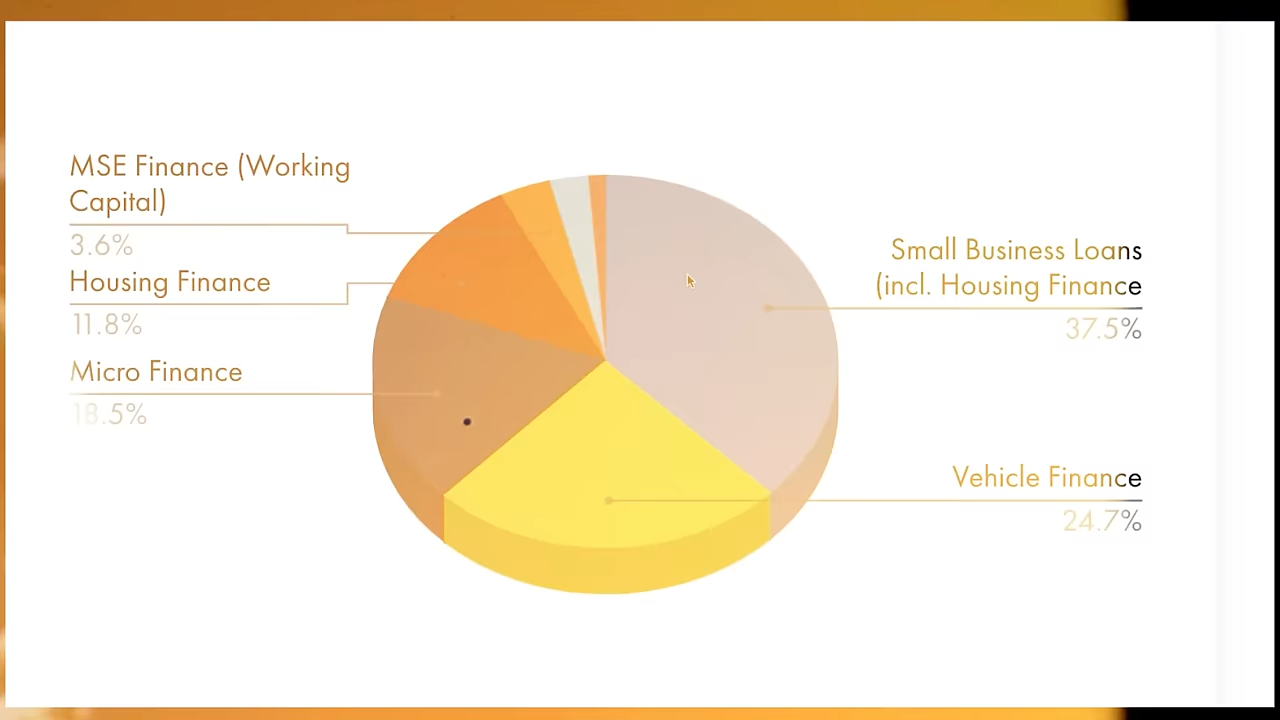 MSE Finance (Working
Capital)
3.6%
Housing Finance
11.8%
Micro Finance
18.5%
Small Business Loans
(incl. Housing Finance
37.5%
Vehicle Finance
24.7%